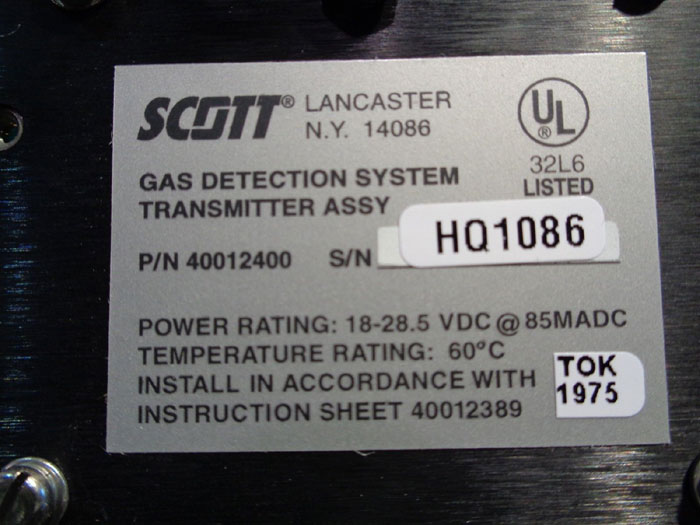 SCOTT® LANCASTER
N.Y. 14086
UL®
32L6
LISTED
GAS DETECTION SYSTEM
TRANSMITTER ASSY
P/N 40012400 S/N HQ1086
POWER RATING: 18-28.5 VDC @ 85MADC
TEMPERATURE RATING: 60°C
INSTALL IN ACCORDANCE WITH
INSTRUCTION SHEET 40012389
TOK
1975